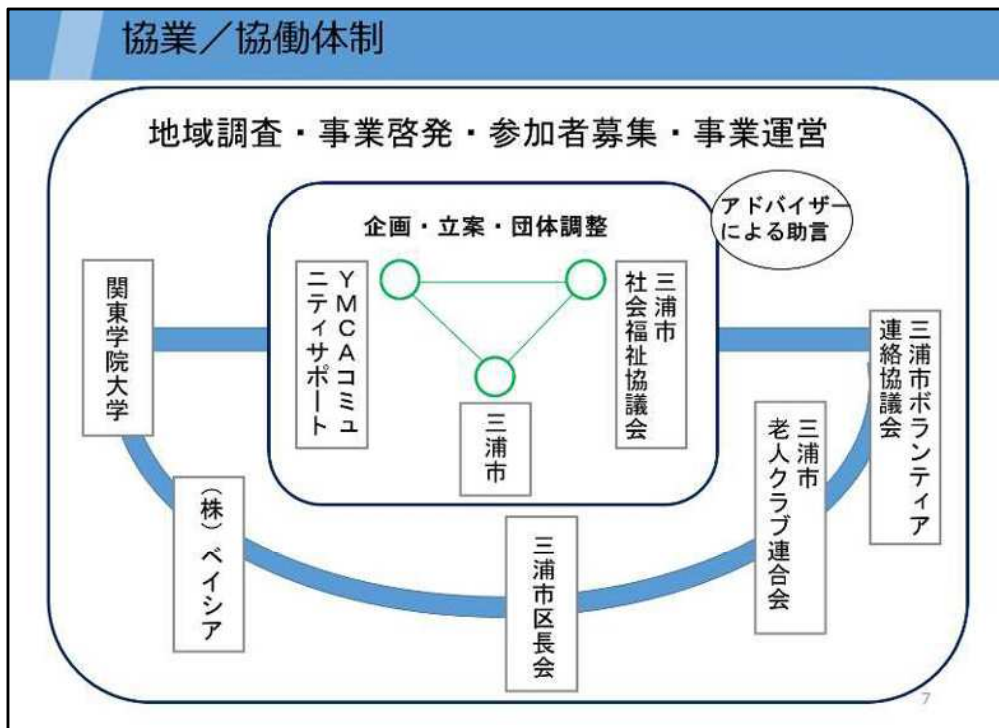 協業／協働体制
地域調査・事業啓発・参加者募集・事業運営
アドバイザー
による助言
企画・立案・団体調整
関東学院大学
ＹＭＣＡコミュ
ニティサポート
三浦市
社会福祉協議会
三浦市
三浦市ボランティア
連絡協議会
三浦市
老人クラブ連合会
（株）ベイシア
三浦市区長会
7